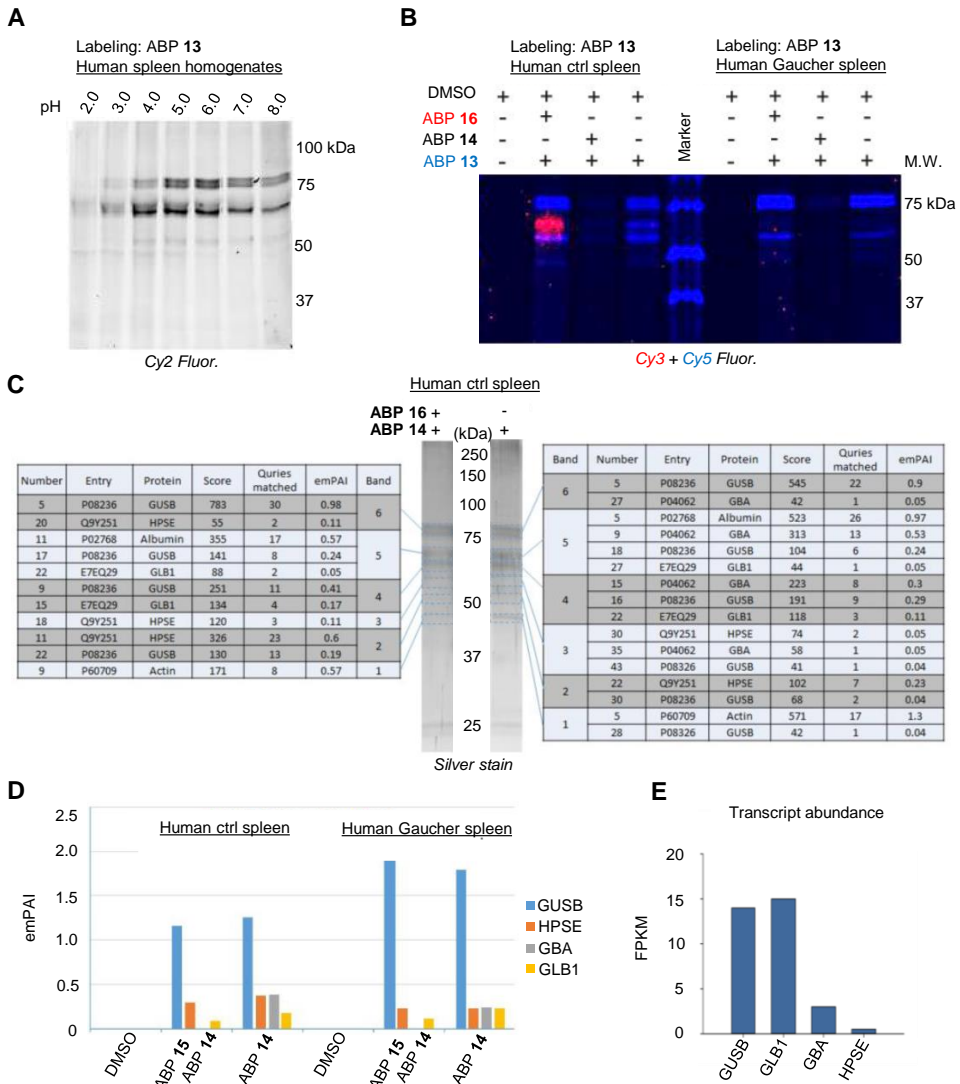 A
Labeling: ABP 13
Human spleen homogenates
pH 2.0 3.0 4.0 5.0 6.0 7.0 8.0
100 kDa
75
50
37
Cy2 Fluor.
B
Labeling: ABP 13 Labeling: ABP 13
Human ctrl spleen Human Gaucher spleen
DMSO + + + + + + + +
ABP 16 - + - - - + - -
ABP 14 - - + - - - + -
ABP 13 - + + + - + + +
Marker
M.W.
75 kDa
50
37
Cy3 + Cy5 Fluor.
C
Human ctrl spleen
ABP 16 + -
ABP 14 + (kDa) +
250
150
100
75
50
37
25
Silver stain
Number Entry Protein Score Quries matched emPAI Band
5 P08236 GUSB 783 30 0.98 6
20 Q9Y251 HPSE 55 2 0.11
11 P02768 Albumin 355 17 0.57 5
17 P08236 GUSB 141 8 0.24
22 E7EQ29 GLB1 88 2 0.05
9 P08236 GUSB 251 11 0.41 4
15 E7EQ29 GLB1 134 4 0.17
18 Q9Y251 HPSE 120 3 0.11 3
11 Q9Y251 HPSE 326 23 0.6 2
22 P08236 GUSB 130 13 0.19
9 P60709 Actin 171 8 0.57 1
Band Number Entry Protein Score Quries matched emPAI
6 5 P08236 GUSB 545 22 0.9
27 P04062 GBA 42 1 0.05
5 5 P02768 Albumin 523 26 0.97
9 P04062 GBA 313 13 0.53
18 P08236 GUSB 104 6 0.24
27 E7EQ29 GLB1 44 1 0.05
4 15 P04062 GBA 223 8 0.3
16 P08236 GUSB 191 9 0.29
22 E7EQ29 GLB1 118 3 0.11
3 30 Q9Y251 HPSE 74 2 0.05
35 P04062 GBA 58 1 0.05
43 P08326 GUSB 41 1 0.04
2 22 Q9Y251 HPSE 102 7 0.23
30 P08236 GUSB 68 2 0.04
1 5 P60709 Actin 571 17 1.3
28 P08326 GUSB 42 1 0.04
D
Human ctrl spleen Human Gaucher spleen
emPAI
2.5
2.0
1.5
1.0
0.5
0
DMSO ABP 15 ABP 14 ABP 14 DMSO ABP 15 ABP 14 ABP 14
GUSB
HPSE
GBA
GLB1
E
Transcript abundance
FPKM
20
15
10
5
0
GUSB GLB1 GBA HPSE